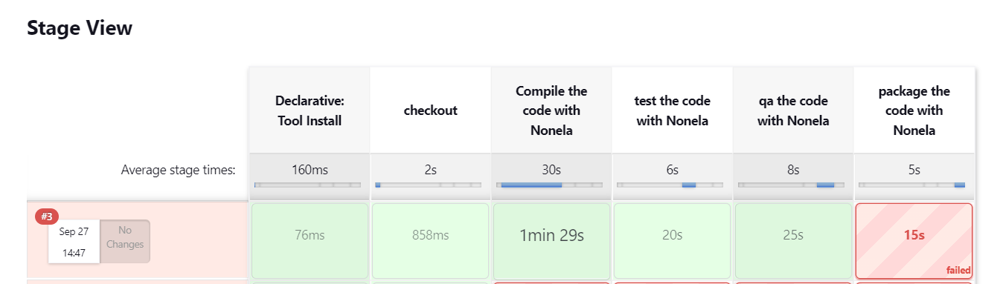 Stage View
Declarative:
Tool Install
checkout
Compile the
code with
Nonela
test the code
with Nonela
qa the code
with Nonela
package the
code with
Nonela
Average stage times:
160ms
2s
30s
6s
8s
5s
#3
Sep 27
14:47
No
Changes
76ms
858ms
1min 29s
20s
25s
15s
failed